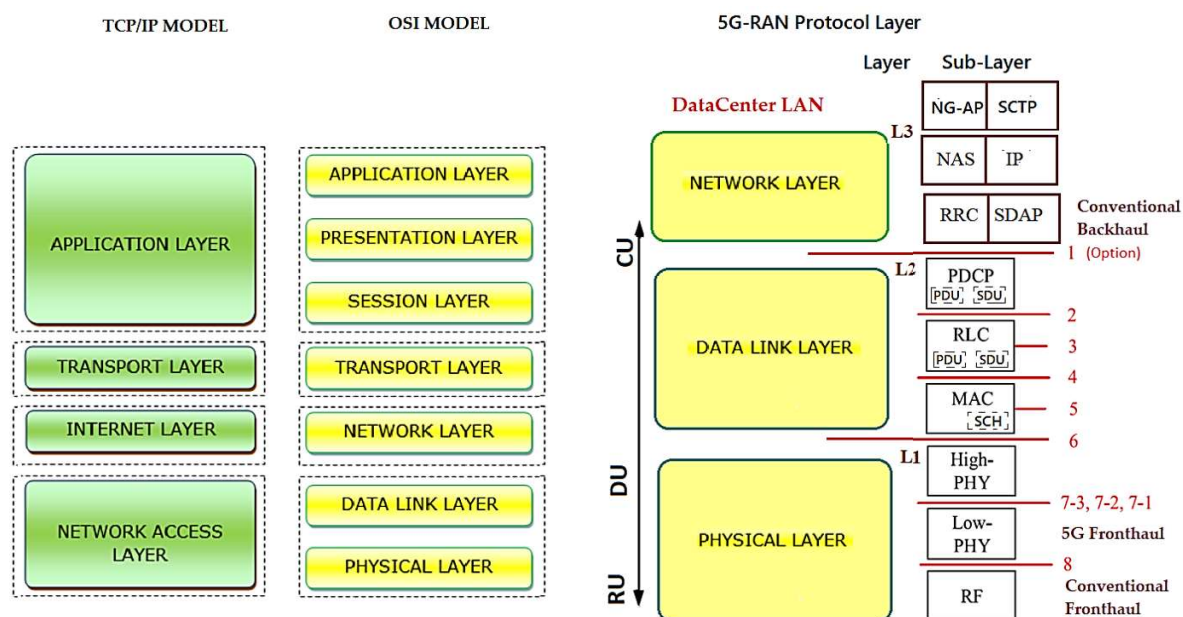 TCP/IP MODEL
APPLICATION LAYER
TRANSPORT LAYER
INTERNET LAYER
NETWORK ACCESS
LAYER
OSI MODEL
APPLICATION LAYER
PRESENTATION LAYER
SESSION LAYER
TRANSPORT LAYER
NETWORK LAYER
DATA LINK LAYER
PHYSICAL LAYER
5G-RAN Protocol Layer
Layer Sub-Layer
DataCenter LAN
CU
DU
RU
NETWORK LAYER
DATA LINK LAYER
PHYSICAL LAYER
L3
NG-AP SCTP
NAS IP
RRC SDAP
Conventional
Backhaul
1 (Option)
L2
PDCP
PDU SDU
2
RLC
3
PDU SDU
4
MAC
5
SCH
6
L1
High-
PHY
7-3, 7-2, 7-1
Low-
PHY
5G Fronthaul
8
RF
Conventional
Fronthaul